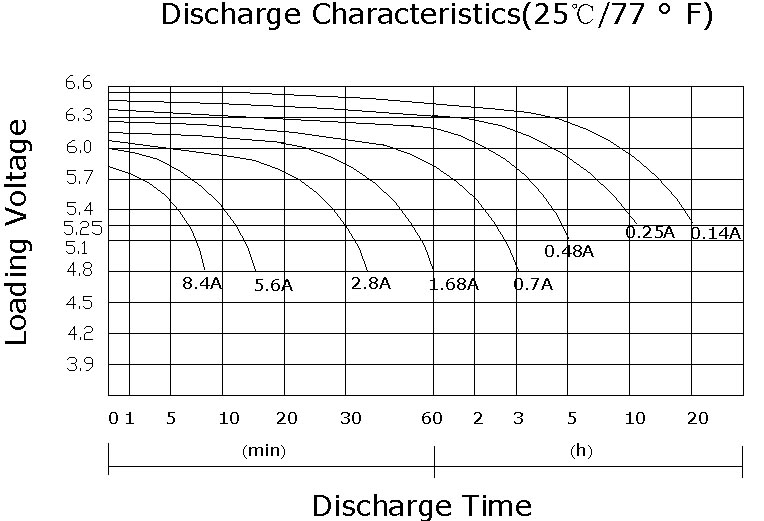 Discharge Characteristics(25℃/77 ° F)
Loading Voltage
6.6
6.3
6.0
5.7
5.4
5.25
5.1
4.8
4.5
4.2
3.9
8.4A 5.6A 2.8A 1.68A 0.7A 0.48A 0.25A 0.14A
0 1 5 10 20 30 60 2 3 5 10 20
(min) (h)
Discharge Time